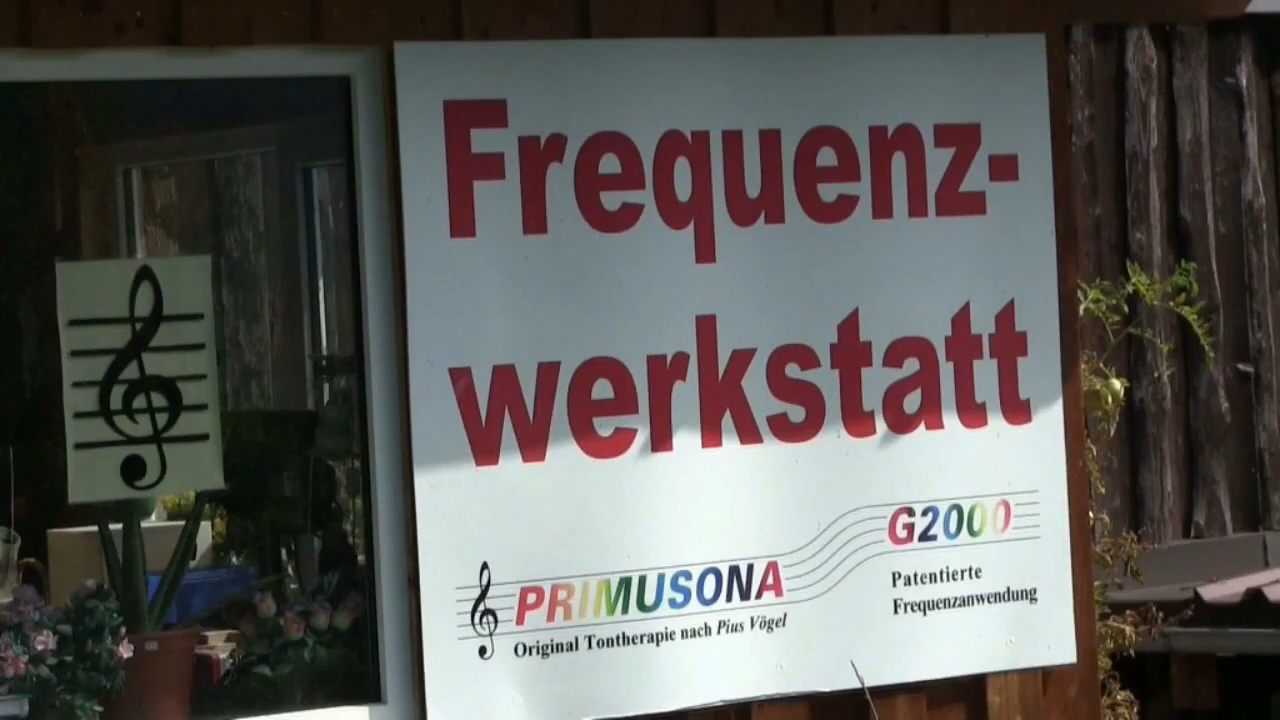 Frequenz-
werkstatt
PRIMUSONA
Original Tontherapie nach Pius Vögel
G2000
Patentierte
Frequenzanwendung